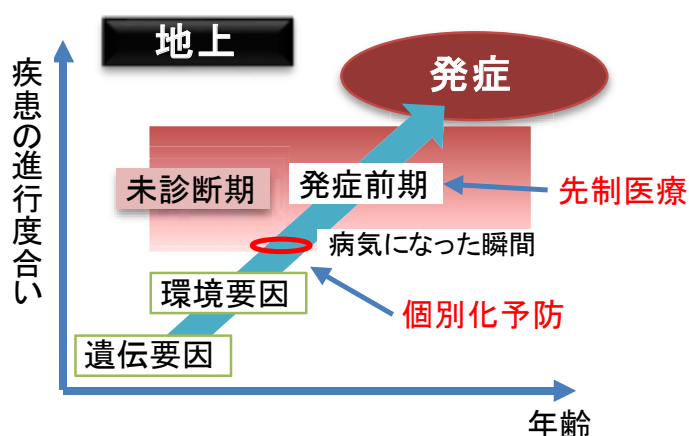 地上
発症
疾患の進行度合い
未診断期
発症前期
先制医療
病気になった瞬間
環境要因
個別化予防
遺伝要因
年齢